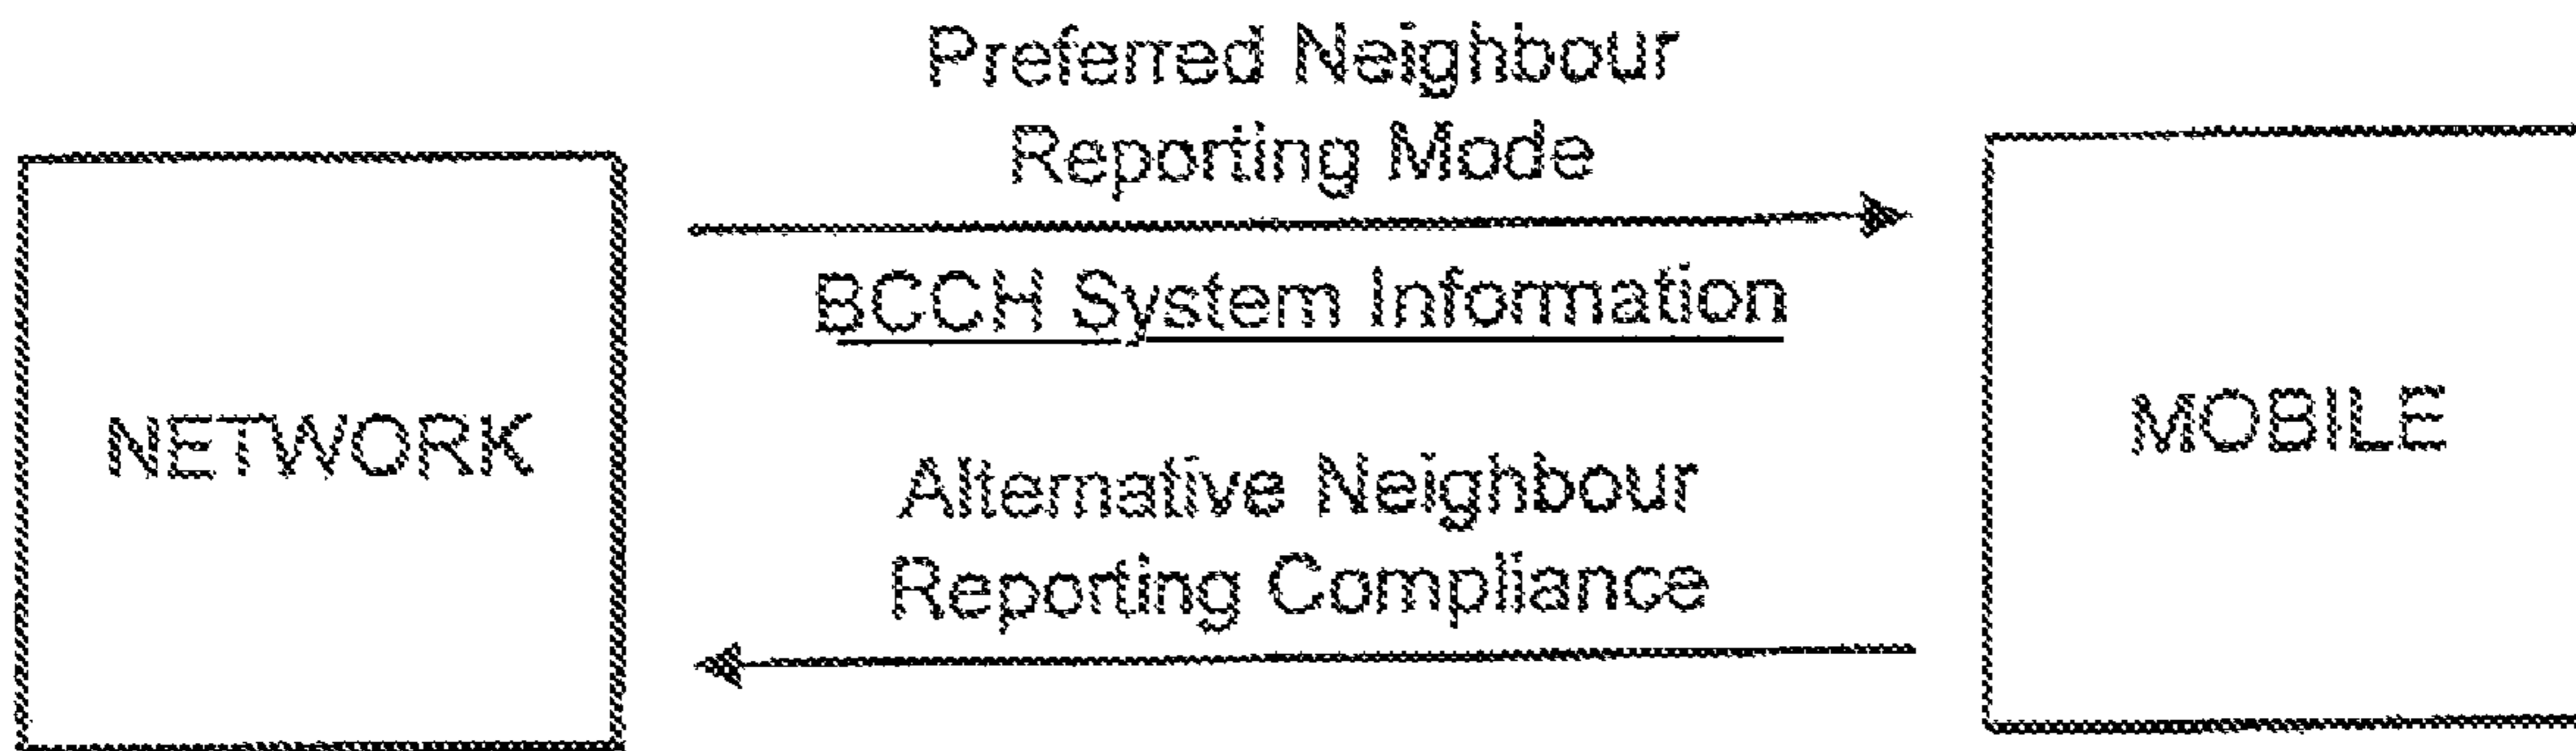 Preferred Neighbour
Reporting Mode
BCCH System Information
NETWORK
MOBILE
Alternative Neighbour
Reporting Compliance